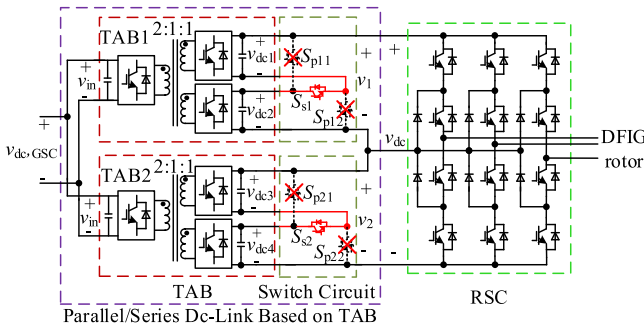 TAB1
2:1:1
+
v_in
-
+
v_dc1
-
+
v_dc2
-
S_p11
S_s1
S_p12
+
v_1
-
+
v_dc,GSC
-
TAB2
2:1:1
+
v_in
-
+
v_dc3
-
+
v_dc4
-
S_p21
S_s2
S_p22
+
v_2
-
+
v_dc
-
DFIG
rotor
TAB
Switch Circuit
RSC
Parallel/Series Dc-Link Based on TAB